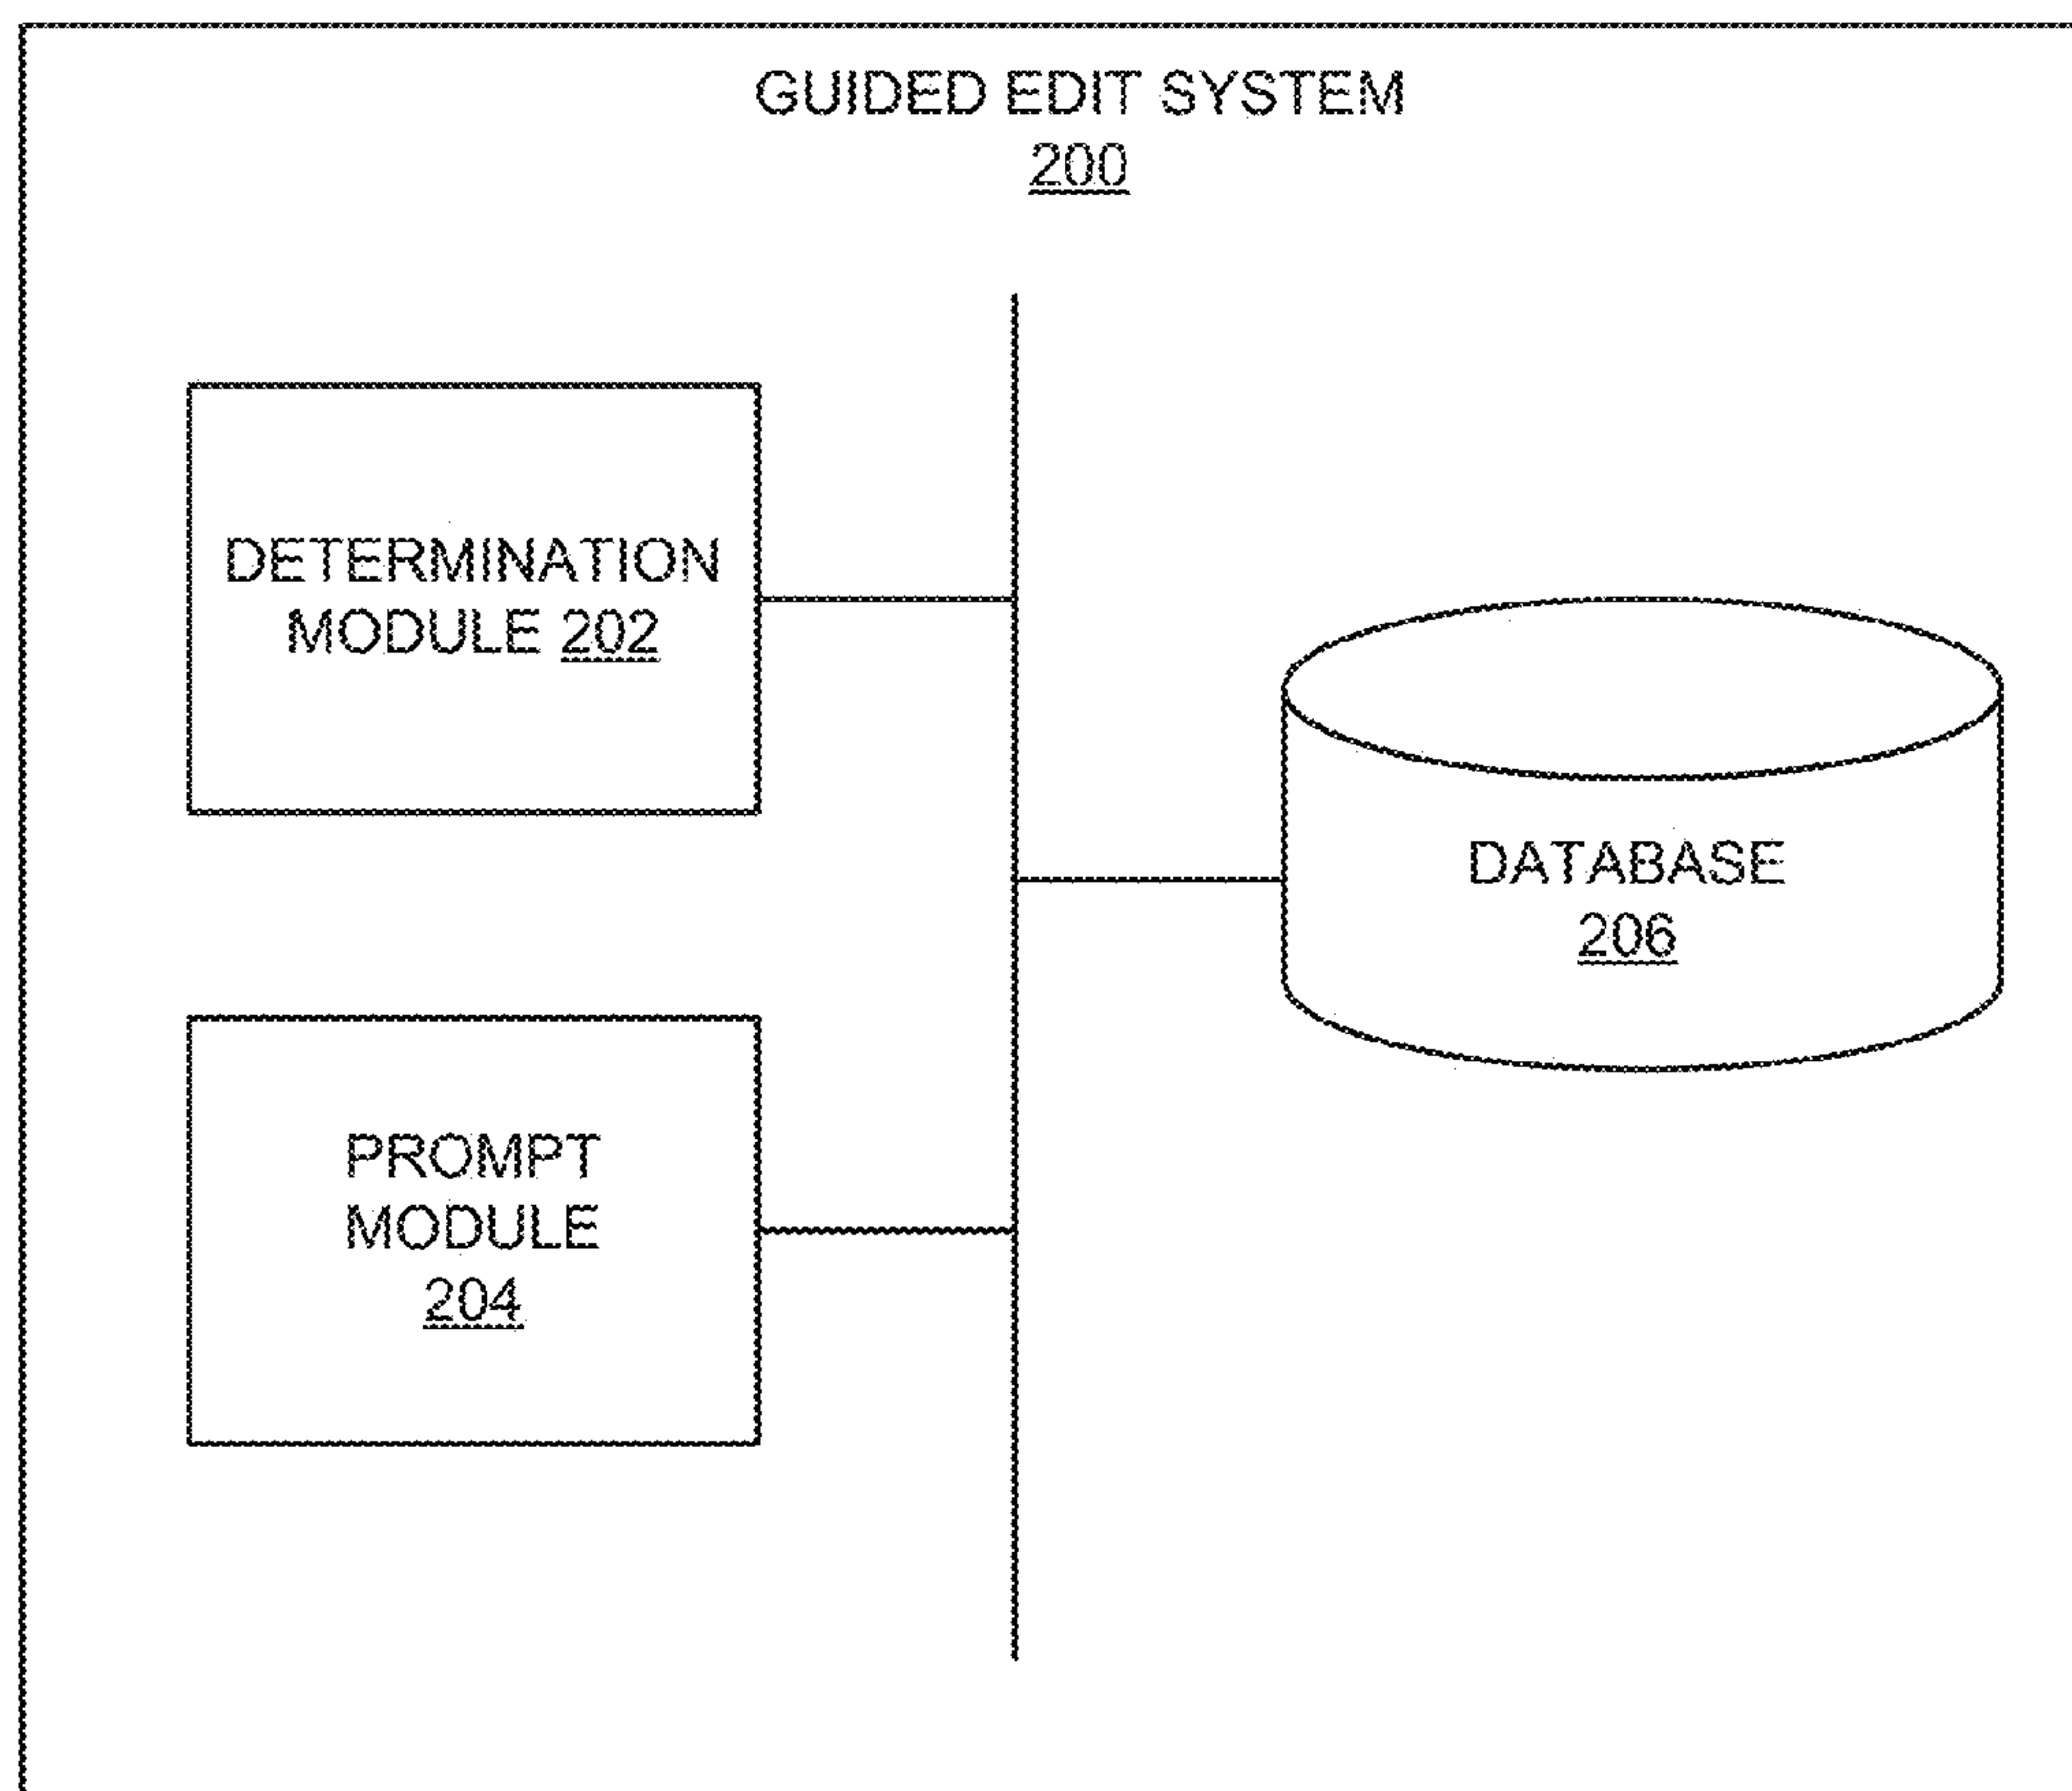 GUIDED EDIT SYSTEM
200
DETERMINATION
MODULE 202
DATABASE
206
PROMPT
MODULE
204